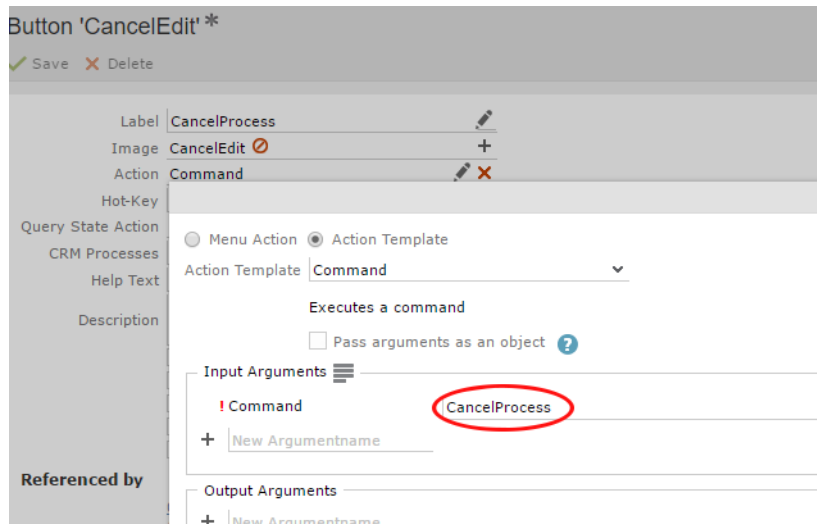 Button 'CancelEdit' *
Save Delete
Label CancelProcess
Image CancelEdit
Action Command
Hot-Key
Query State Action
Menu Action Action Template
CRM Processes
Action Template Command
Help Text
Executes a command
Description
Pass arguments as an object ?
Input Arguments
! Command CancelProcess
+ New Argumentname
Referenced by
Output Arguments
+ New Argumentname